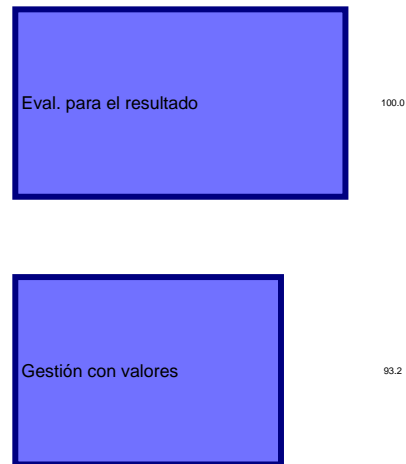 Eval. para el resultado 100.0
Gestión con valores 93.2